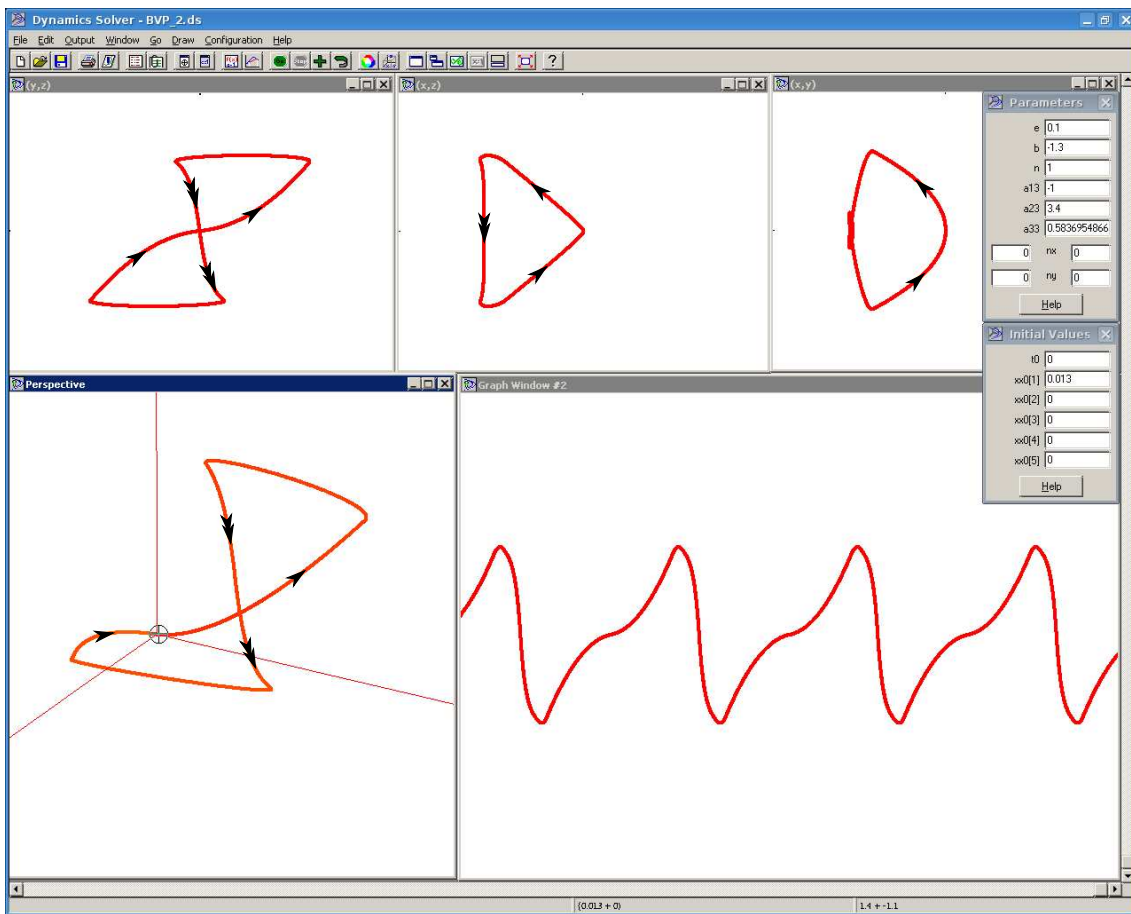 Dynamics Solver - BVP_2.ds
File Edit Output Window Go Draw Configuration Help
(y,z)
(x,z)
(x,y)
Parameters
e 0.1
b -1.3
n 1
a13 -1
a23 3.4
a33 0.5836954866
0 nx 0
0 ny 0
Help
Initial Values
t0 0
xx0[1] 0.013
xx0[2] 0
xx0[3] 0
xx0[4] 0
xx0[5] 0
Help
Perspective
Graph Window #2
(0.013 + 0)
1.4 + -1.1